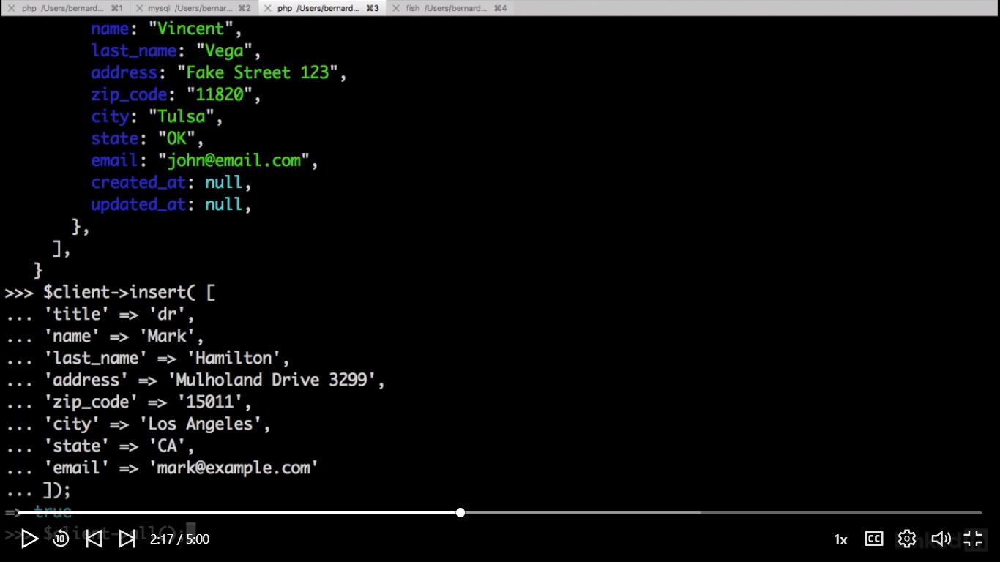 php /Users/bernard... ⌘1 mysql /Users/bernar... ⌘2 php /Users/bernard... ⌘3 fish /Users/bernard... ⌘4
name: "Vincent",
last_name: "Vega",
address: "Fake Street 123",
zip_code: "11820",
city: "Tulsa",
state: "OK",
email: "john@email.com",
created_at: null,
updated_at: null,
},
],
}
>>> $client->insert( [
... 'title' => 'dr',
... 'name' => 'Mark',
... 'last_name' => 'Hamilton',
... 'address' => 'Mulholand Drive 3299',
... 'zip_code' => '15011',
... 'city' => 'Los Angeles',
... 'state' => 'CA',
... 'email' => 'mark@example.com'
... ]);
=> true
>>> $client->all();
10 2:17 / 5:00 1x CC